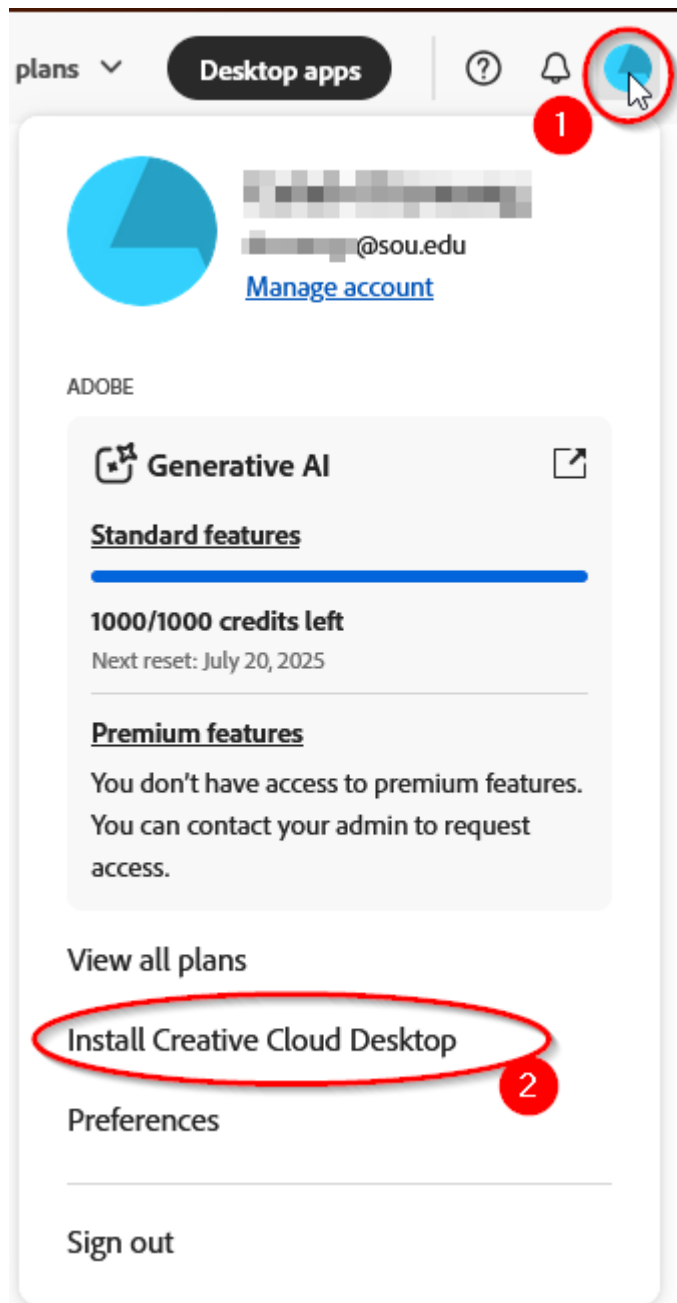 plans Desktop apps
1
@sou.edu
Manage account
ADOBE
Generative AI
Standard features
1000/1000 credits left
Next reset: July 20, 2025
Premium features
You don't have access to premium features.
You can contact your admin to request
access.
View all plans
Install Creative Cloud Desktop
2
Preferences
Sign out